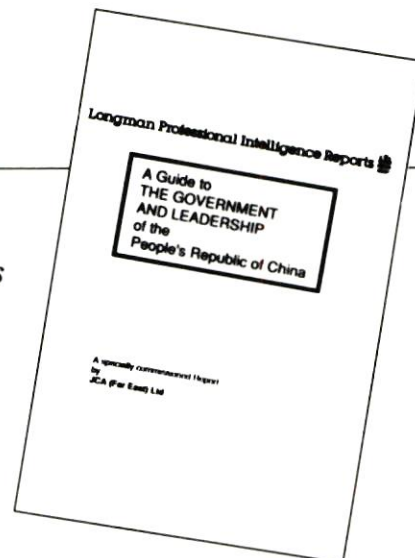 Longman Professional Intelligence Reports
A Guide to
THE GOVERNMENT
AND LEADERSHIP
of the
People's Republic of China
A specially commissioned Report
by
JCA (Far East) Ltd
s